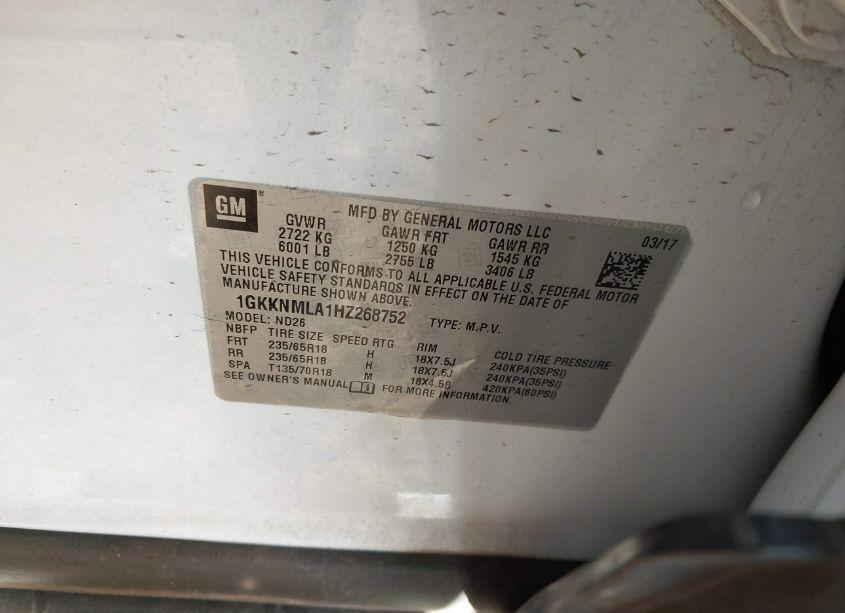 GM ®
MFD BY GENERAL MOTORS LLC 03/17
GVWR GAWR FRT GAWR RR
2722 KG 1250 KG 1545 KG
6001 LB 2755 LB 3406 LB
THIS VEHICLE CONFORMS TO ALL APPLICABLE U.S. FEDERAL MOTOR
VEHICLE SAFETY STANDARDS IN EFFECT ON THE DATE OF
MANUFACTURE SHOWN ABOVE.
1GKKNMLA1HZ268752 TYPE: M.P.V.
MODEL: ND26
NBFP TIRE SIZE SPEED RTG RIM COLD TIRE PRESSURE
FRT 235/65R18 H 18X7.5J 240KPA(35PSI)
RR 235/65R18 H 18X7.5J 240KPA(35PSI)
SPA T135/70R18 M 18X4.5B 420KPA(60PSI)
SEE OWNER'S MANUAL FOR MORE INFORMATION.